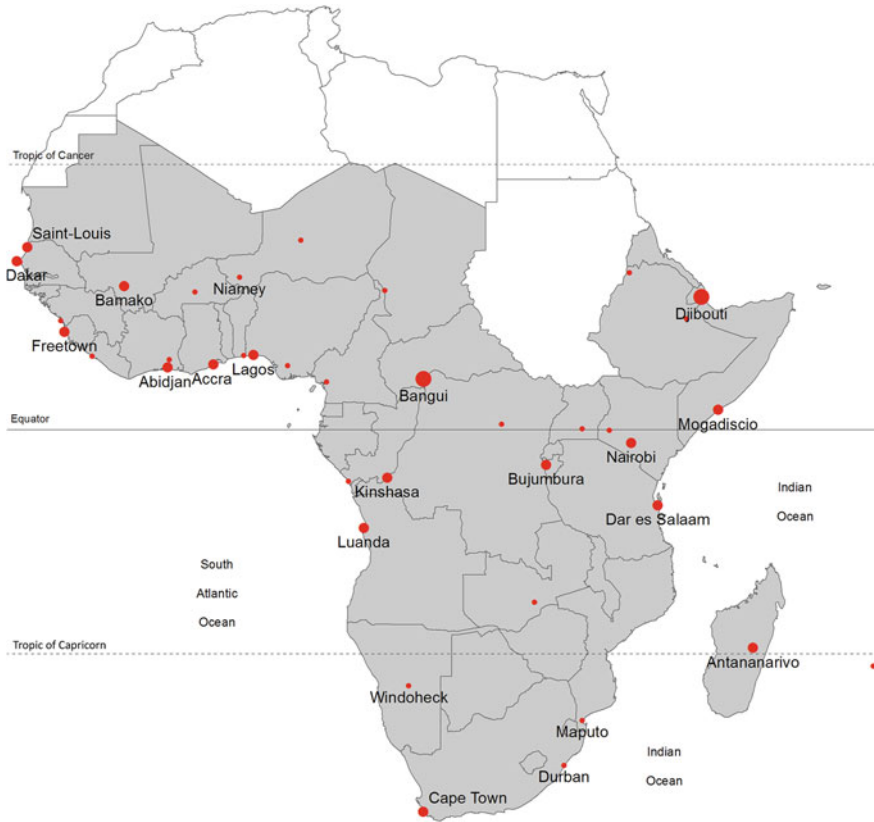 Tropic of Cancer
Saint-Louis
Dakar
Bamako
Niamey
Djibouti
Freetown
Abidjan
Accra
Lagos
Bangui
Equator
Mogadiscio
Nairobi
Kinshasa
Bujumbura
Indian
Ocean
Dar es Salaam
Luanda
South
Atlantic
Ocean
Tropic of Capricorn
Antananarivo
Windoheck
Maputo
Indian
Ocean
Durban
Cape Town